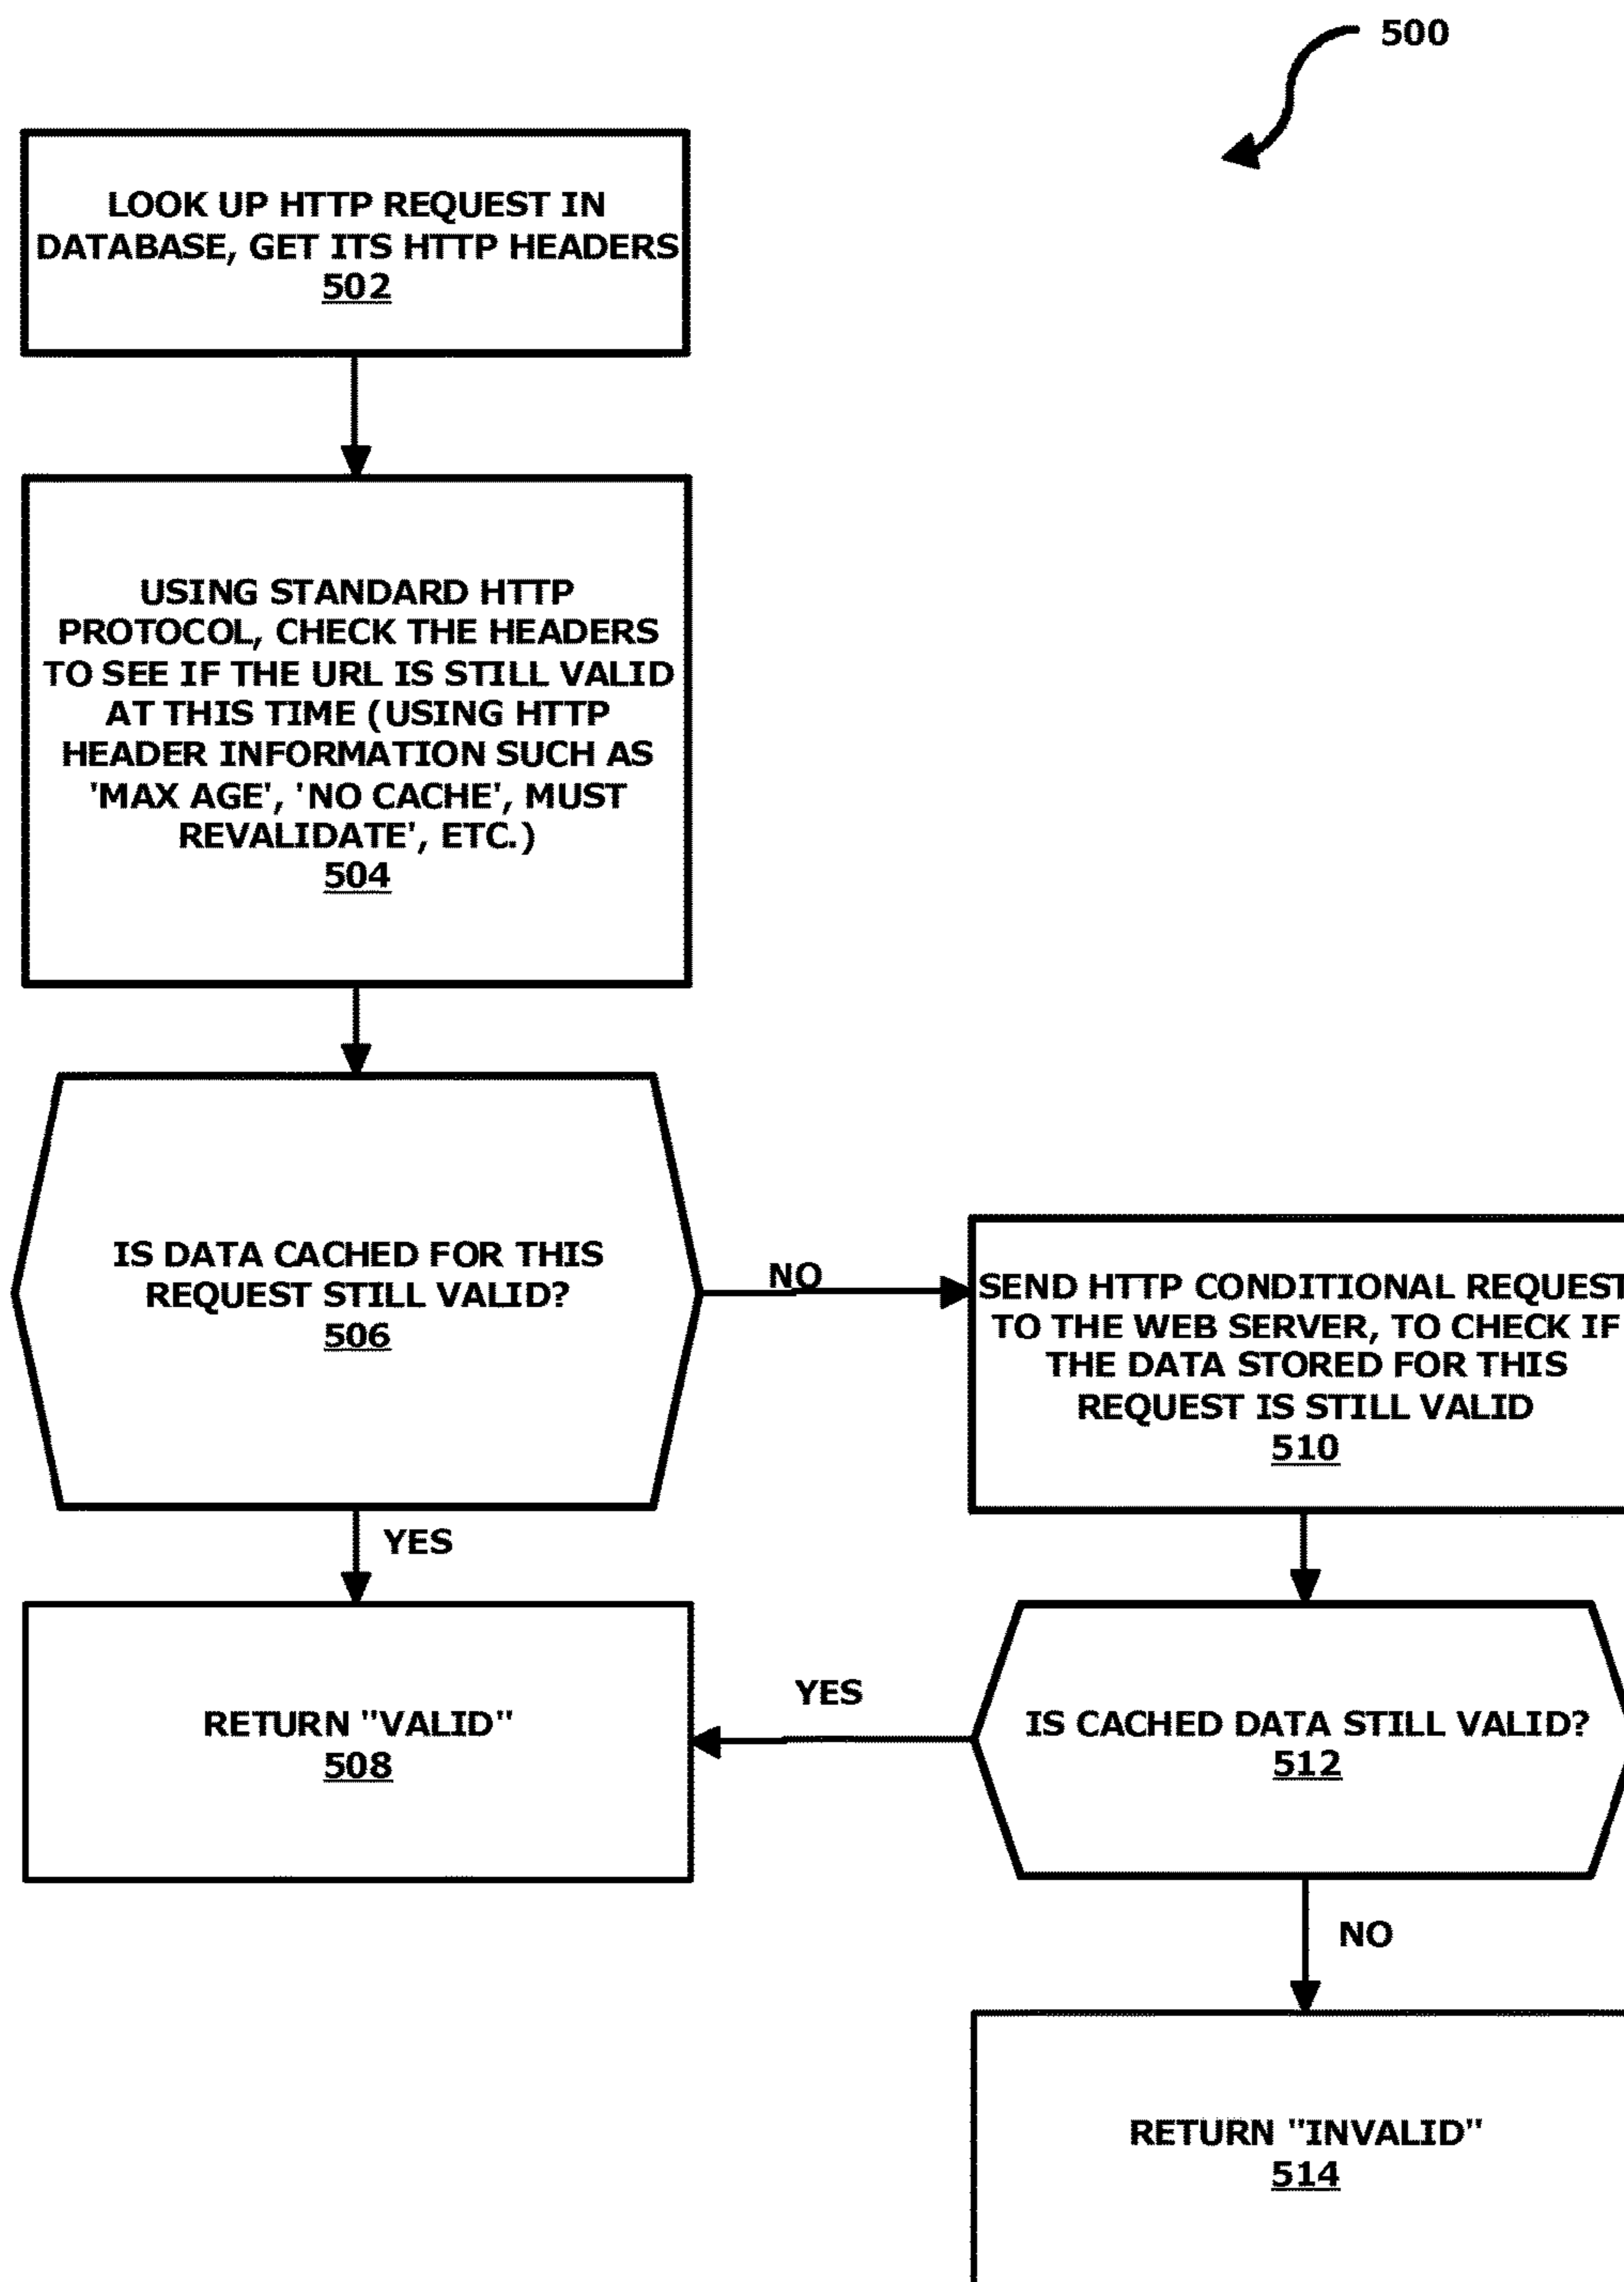 500
LOOK UP HTTP REQUEST IN
DATABASE, GET ITS HTTP HEADERS
502
USING STANDARD HTTP
PROTOCOL, CHECK THE HEADERS
TO SEE IF THE URL IS STILL VALID
AT THIS TIME (USING HTTP
HEADER INFORMATION SUCH AS
'MAX AGE', 'NO CACHE', MUST
REVALIDATE', ETC.)
504
IS DATA CACHED FOR THIS
REQUEST STILL VALID?
506
NO
SEND HTTP CONDITIONAL REQUEST
TO THE WEB SERVER, TO CHECK IF
THE DATA STORED FOR THIS
REQUEST IS STILL VALID
510
YES
RETURN "VALID"
508
YES
IS CACHED DATA STILL VALID?
512
NO
RETURN "INVALID"
514